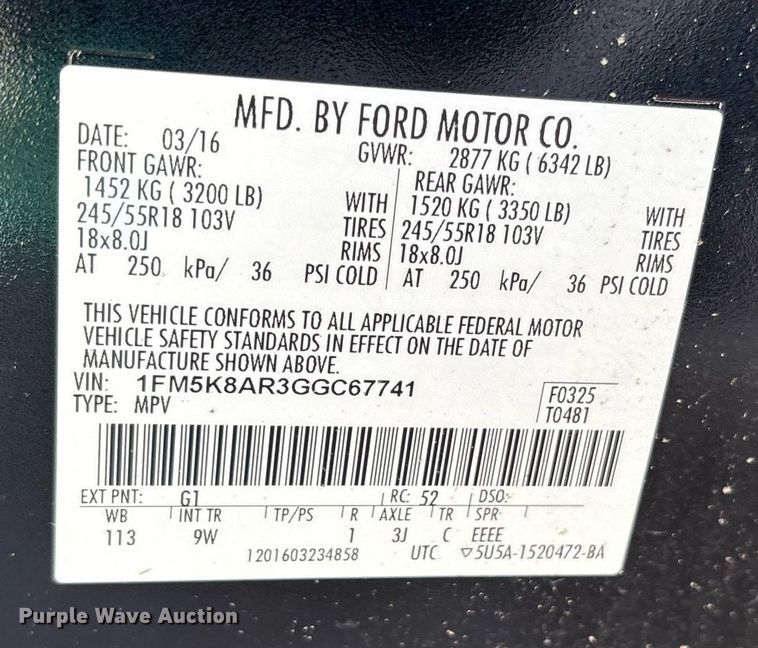 MFD. BY FORD MOTOR CO.
DATE: 03/16 GVWR: 2877 KG ( 6342 LB)
FRONT GAWR: REAR GAWR:
1452 KG ( 3200 LB) WITH 1520 KG ( 3350 LB) WITH
245/55R18 103V TIRES 245/55R18 103V TIRES
18x8.0J RIMS 18x8.0J RIMS
AT 250 kPa/ 36 PSI COLD AT 250 kPa/ 36 PSI COLD
THIS VEHICLE CONFORMS TO ALL APPLICABLE FEDERAL MOTOR
VEHICLE SAFETY STANDARDS IN EFFECT ON THE DATE OF
MANUFACTURE SHOWN ABOVE.
VIN: 1FM5K8AR3GGC67741 F0325
TYPE: MPV T0481
EXT PNT: G1 RC: 52 DSO:
WB INT TR TP/PS R AXLE TR SPR
113 9W 1 3J C EEEE
1201603234858 UTC ▽5U5A-1520472-BA
Purple Wave Auction